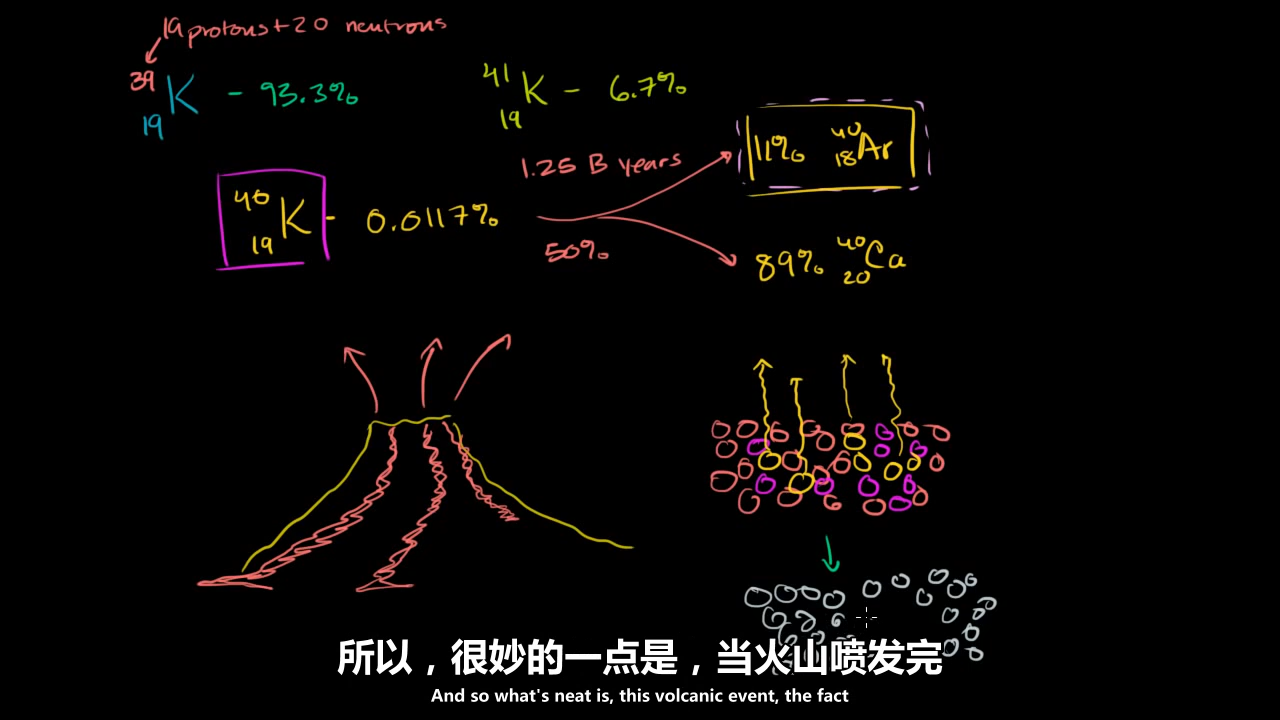 19 protons + 20 neutrons
39 19 K - 93.3%
41 19 K - 6.7%
1.25 B years
11% 40 18 Ar
40 19 K - 0.0117%
50%
89% 40 20 Ca
所以，很妙的一点是，当火山喷发完
And so what's neat is, this volcanic event, the fact